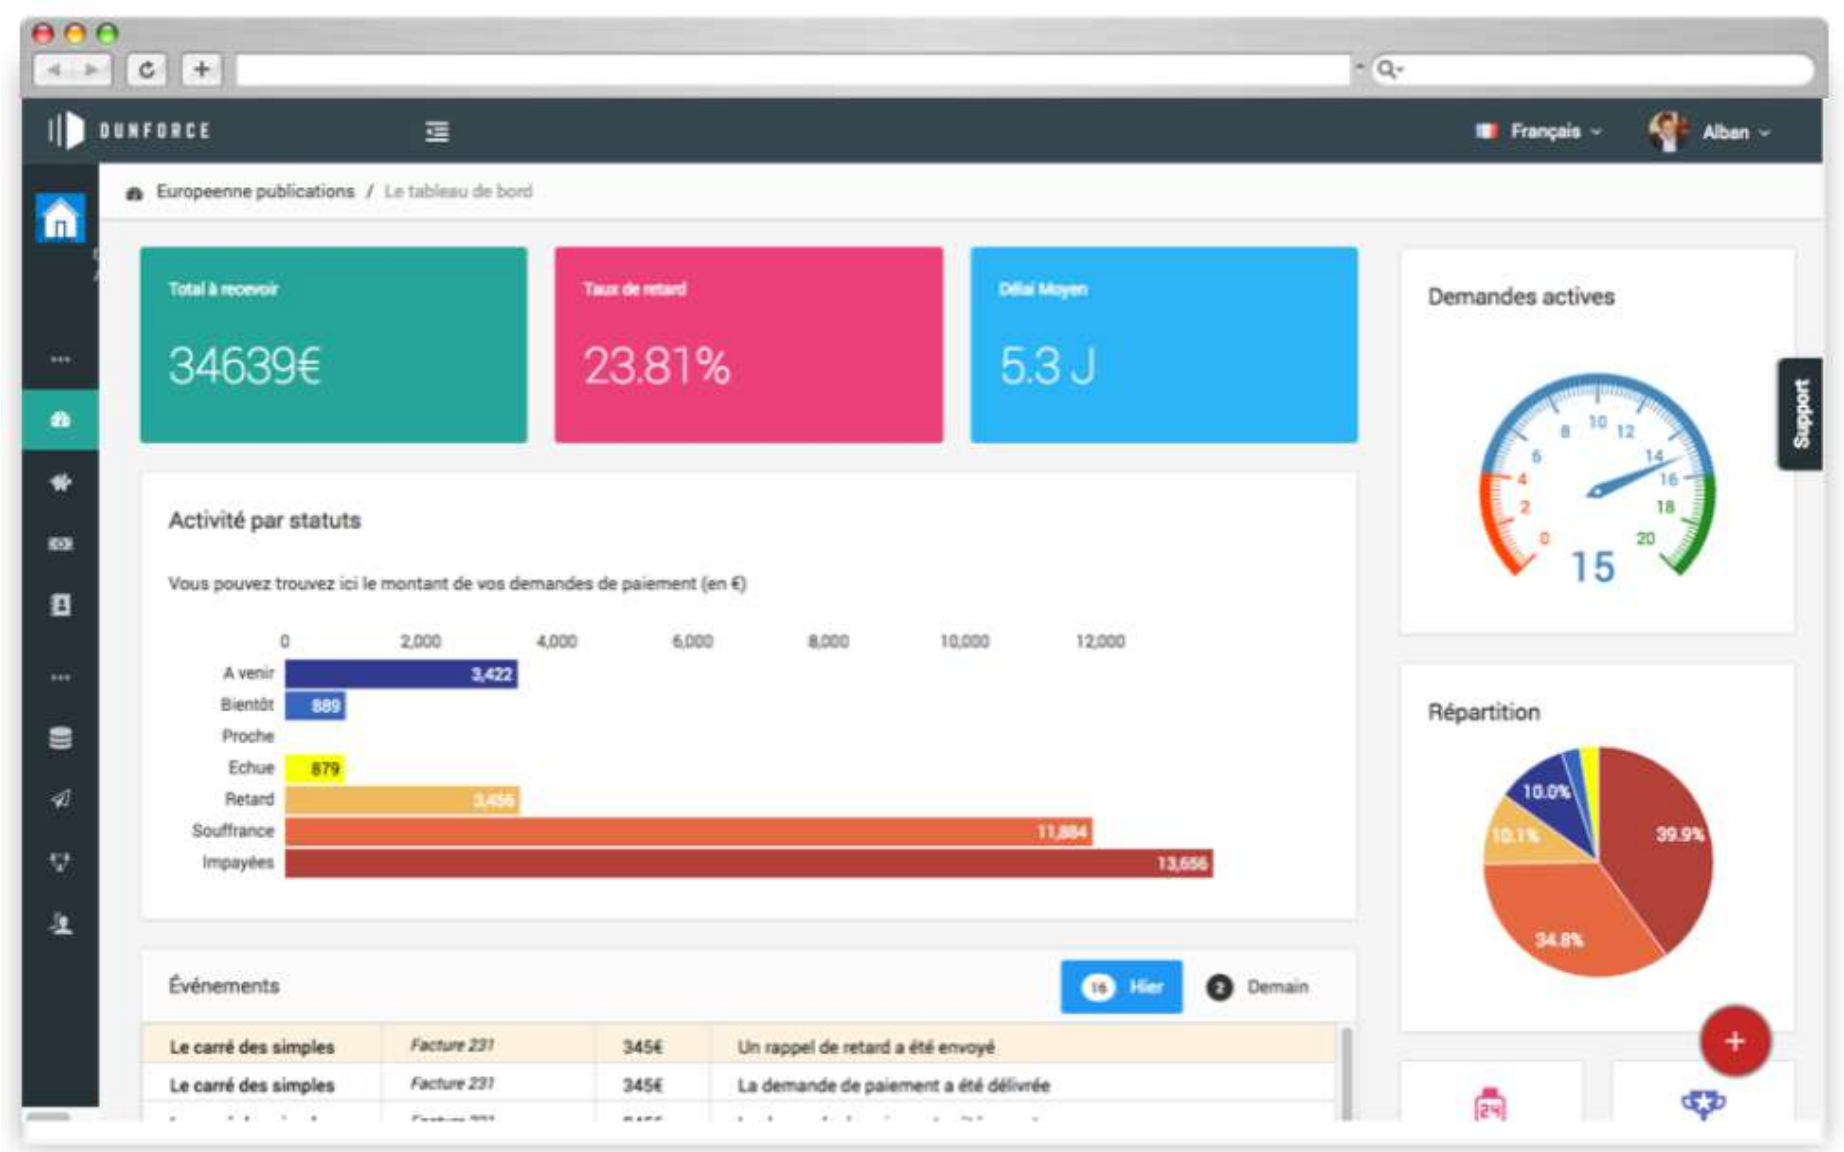 DUNFORCE
Français
Alban
Europeenne publications / Le tableau de bord
Total à recevoir
34639€
Taux de retard
23.81%
Délai Moyen
5.3 J
Demandes actives
0
2
4
6
8
10
12
14
16
18
20
15
Support
Activité par statuts
Vous pouvez trouvez ici le montant de vos demandes de paiement (en €)
0 2,000 4,000 6,000 8,000 10,000 12,000
A venir 3,422
Bientôt 889
Proche
Echue 879
Retard 3,456
Souffrance 11,884
Impayées 13,656
Répartition
10.0%
10.1%
39.9%
34.8%
Événements
16 Hier
2 Demain
Le carré des simples Facture 231 345€ Un rappel de retard a été envoyé
Le carré des simples Facture 231 345€ La demande de paiement a été délivrée
24